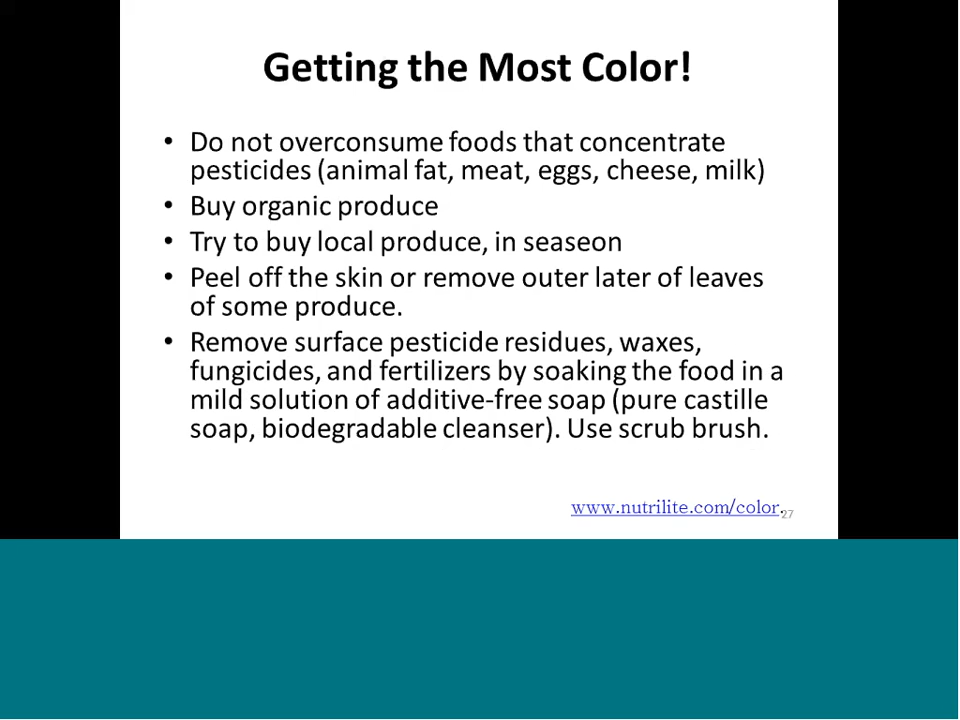 Getting the Most Color!
• Do not overconsume foods that concentrate
pesticides (animal fat, meat, eggs, cheese, milk)
• Buy organic produce
• Try to buy local produce, in seaseon
• Peel off the skin or remove outer later of leaves
of some produce.
• Remove surface pesticide residues, waxes,
fungicides, and fertilizers by soaking the food in a
mild solution of additive-free soap (pure castille
soap, biodegradable cleanser). Use scrub brush.
www.nutrilite.com/color.
27